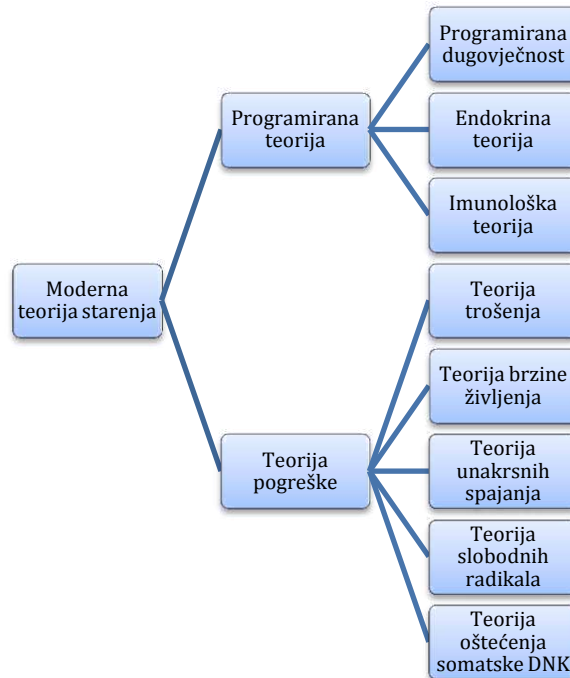 Programirana
dugovječnost
Programirana
teorija
Endokrina
teorija
Imunološka
teorija
Moderna
teorija starenja
Teorija
trošenja
Teorija brzine
življenja
Teorija
pogreške
Teorija
unakrsnih
spajanja
Teorija
slobodnih
radikala
Teorija
oštećenja
somatske DNK